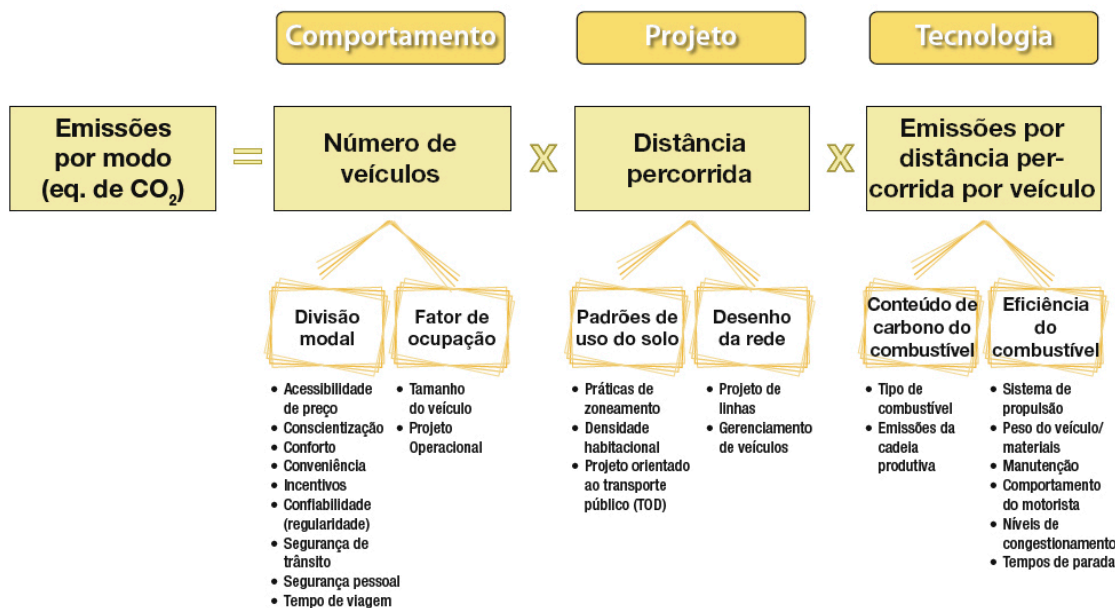 Comportamento
Projeto
Tecnologia
Emissões
por modo
(eq. de CO₂)
=
Número de
veículos
X
Distância
percorrida
X
Emissões por
distância per-
corrida por veículo
Divisão
modal
Fator de
ocupação
Padrões de
uso do solo
Desenho
da rede
Conteúdo de
carbono do
combustível
Eficiência
do
combustível
• Acessibilidade
de preço
• Conscientização
• Conforto
• Conveniência
• Incentivos
• Confiabilidade
(regularidade)
• Segurança de
trânsito
• Segurança pessoal
• Tempo de viagem
• Tamanho
do veículo
• Projeto
Operacional
• Práticas de
zoneamento
• Densidade
habitacional
• Projeto orientado
ao transporte
público (TOD)
• Projeto de
linhas
• Gerenciamento
de veículos
• Tipo de
combustível
• Emissões da
cadeia
produtiva
• Sistema de
propulsão
• Peso do veículo/
materiais
• Manutenção
• Comportamento
do motorista
• Níveis de
congestionamento
• Tempos de parada